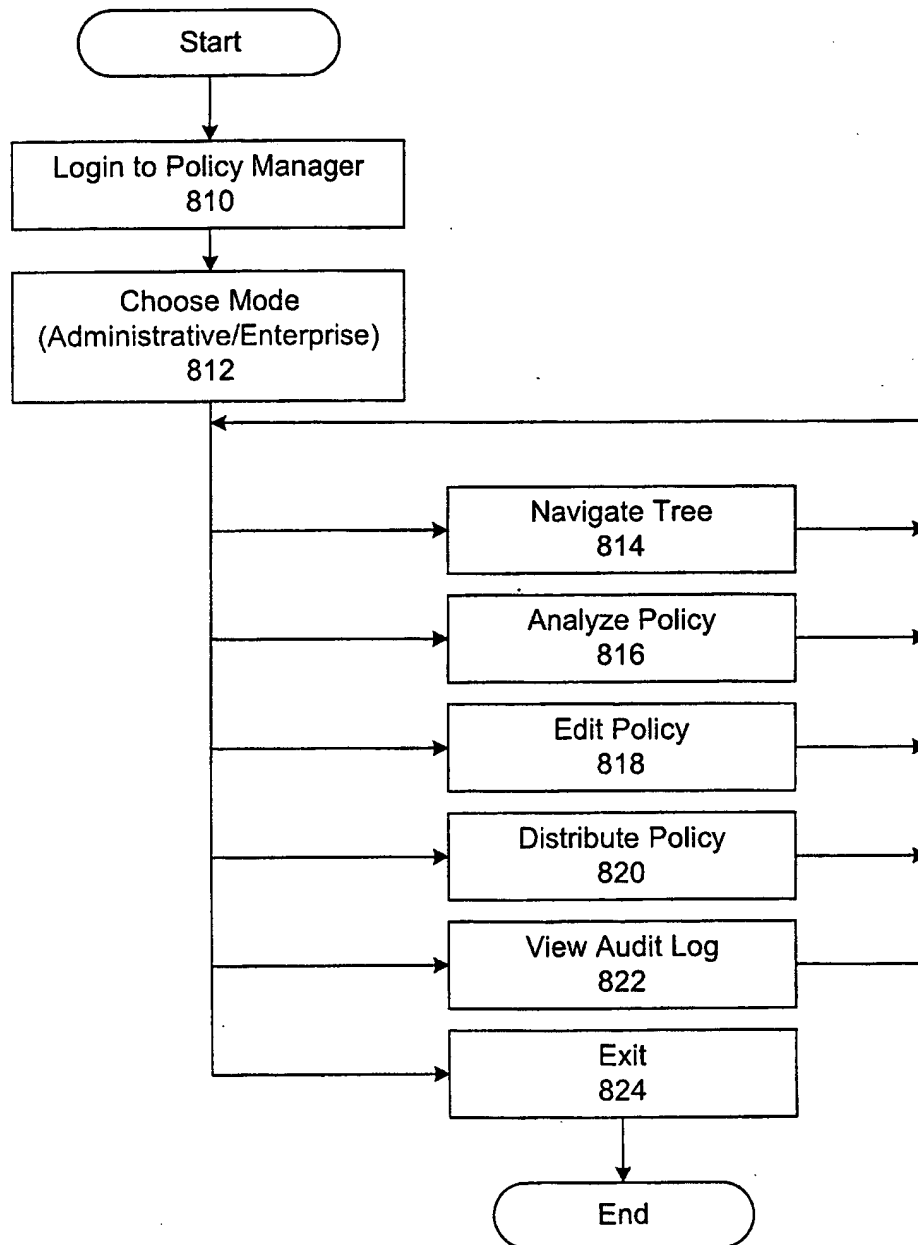 Start
Login to Policy Manager
810
Choose Mode
(Administrative/Enterprise)
812
Navigate Tree
814
Analyze Policy
816
Edit Policy
818
Distribute Policy
820
View Audit Log
822
Exit
824
End